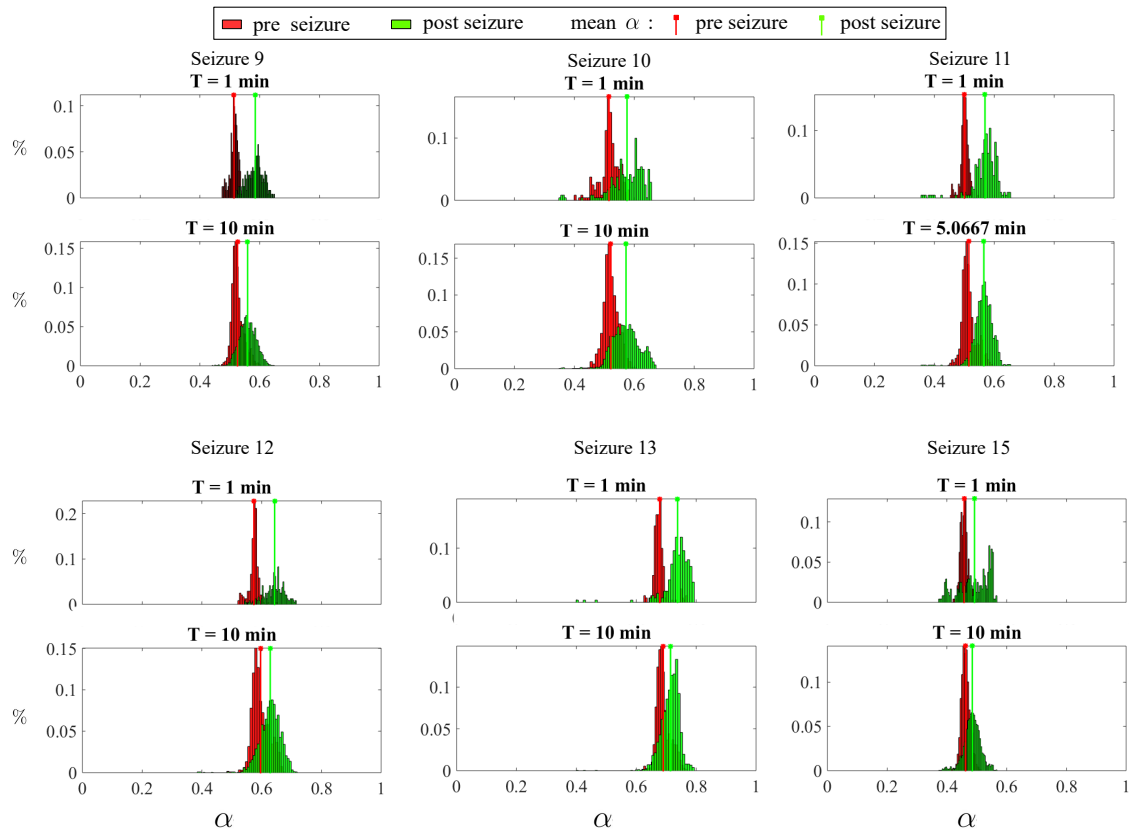 pre seizure post seizure mean α : pre seizure post seizure
Seizure 9
T = 1 min
%
0.1
0.05
0
T = 10 min
%
0.15
0.1
0.05
0
0 0.2 0.4 0.6 0.8 1
Seizure 10
T = 1 min
0.1
0
T = 10 min
0.15
0.1
0.05
0
0 0.2 0.4 0.6 0.8 1
Seizure 11
T = 1 min
0.1
0
T = 5.0667 min
0.15
0.1
0.05
0
0 0.2 0.4 0.6 0.8 1
Seizure 12
T = 1 min
%
0.2
0.1
0
T = 10 min
%
0.15
0.1
0.05
0
0 0.2 0.4 0.6 0.8 1
α
Seizure 13
T = 1 min
0.1
0
T = 10 min
0.1
0.05
0
0 0.2 0.4 0.6 0.8 1
α
Seizure 15
T = 1 min
0.1
0.05
0
T = 10 min
0.1
0.05
0
0 0.2 0.4 0.6 0.8 1
α